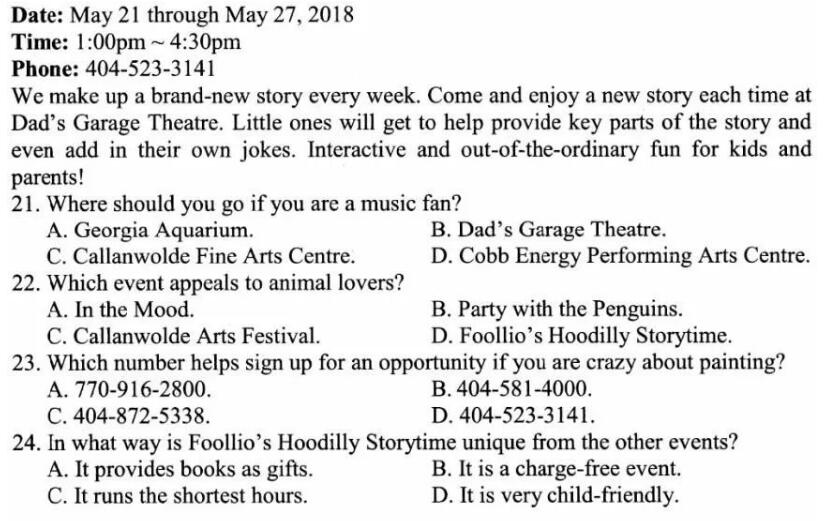 Date: May 21 through May 27, 2018
Time: 1:00pm ~ 4:30pm
Phone: 404-523-3141
We make up a brand-new story every week. Come and enjoy a new story each time at
Dad's Garage Theatre. Little ones will get to help provide key parts of the story and
even add in their own jokes. Interactive and out-of-the-ordinary fun for kids and
parents!
21. Where should you go if you are a music fan?
A. Georgia Aquarium. B. Dad's Garage Theatre.
C. Callanwolde Fine Arts Centre. D. Cobb Energy Performing Arts Centre.
22. Which event appeals to animal lovers?
A. In the Mood. B. Party with the Penguins.
C. Callanwolde Arts Festival. D. Foollio's Hoodilly Storytime.
23. Which number helps sign up for an opportunity if you are crazy about painting?
A. 770-916-2800. B. 404-581-4000.
C. 404-872-5338. D. 404-523-3141.
24. In what way is Foollio's Hoodilly Storytime unique from the other events?
A. It provides books as gifts. B. It is a charge-free event.
C. It runs the shortest hours. D. It is very child-friendly.